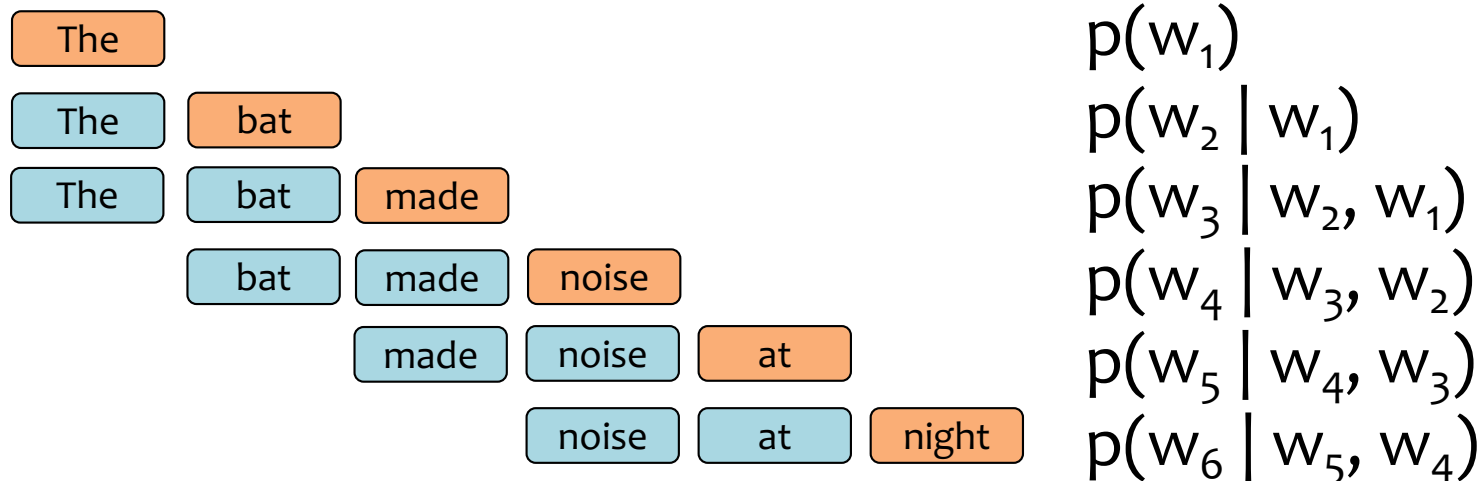 The p(w₁)
The bat p(w₂ | w₁)
The bat made p(w₃ | w₂, w₁)
bat made noise p(w₄ | w₃, w₂)
made noise at p(w₅ | w₄, w₃)
noise at night p(w₆ | w₅, w₄)